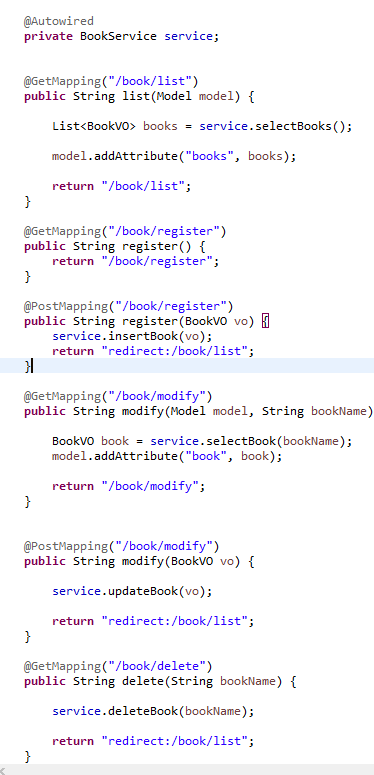 @Autowired
private BookService service;
@GetMapping("/book/list")
public String list(Model model) {
List<BookVO> books = service.selectBooks();
model.addAttribute("books", books);
return "/book/list";
}
@GetMapping("/book/register")
public String register() {
return "/book/register";
}
@PostMapping("/book/register")
public String register(BookVO vo) {
service.insertBook(vo);
return "redirect:/book/list";
}
@GetMapping("/book/modify")
public String modify(Model model, String bookName)
BookVO book = service.selectBook(bookName);
model.addAttribute("book", book);
return "/book/modify";
}
@PostMapping("/book/modify")
public String modify(BookVO vo) {
service.updateBook(vo);
return "redirect:/book/list";
}
@GetMapping("/book/delete")
public String delete(String bookName) {
service.deleteBook(bookName);
return "redirect:/book/list";
}